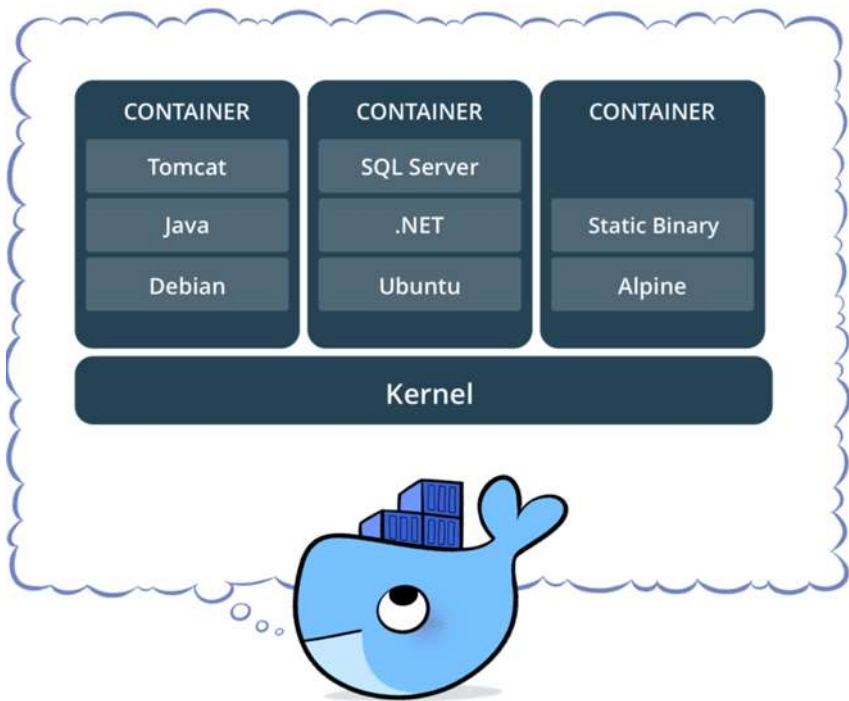 CONTAINER
Tomcat
Java
Debian
CONTAINER
SQL Server
.NET
Ubuntu
CONTAINER
Static Binary
Alpine
Kernel